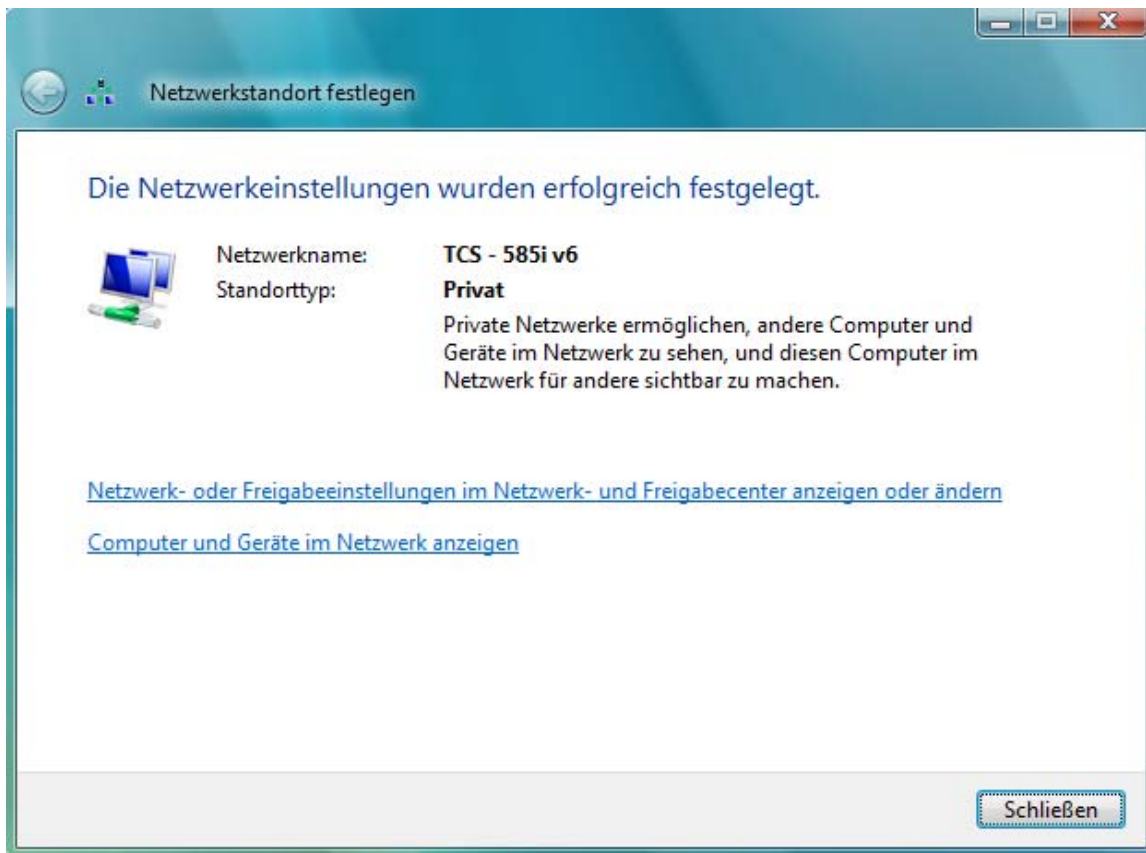 Netzwerkstandort festlegen
Die Netzwerkeinstellungen wurden erfolgreich festgelegt.
Netzwerkname: TCS - 585i v6
Standorttyp: Privat
Private Netzwerke ermöglichen, andere Computer und
Geräte im Netzwerk zu sehen, und diesen Computer im
Netzwerk für andere sichtbar zu machen.
Netzwerk- oder Freigabeeinstellungen im Netzwerk- und Freigabecenter anzeigen oder ändern
Computer und Geräte im Netzwerk anzeigen
Schließen